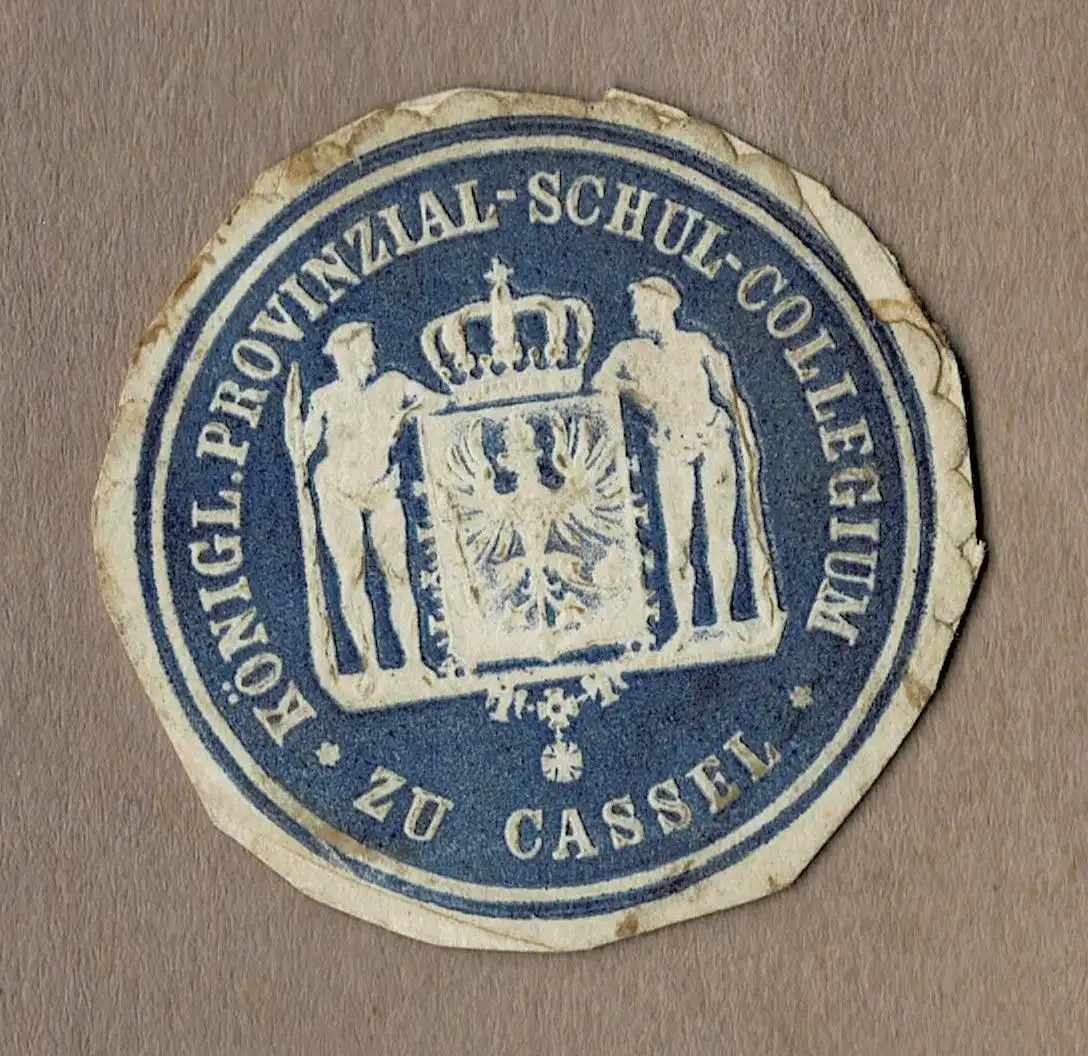 KÖNIGL. PROVINZIAL-SCHUL-COLLEGIUM
* ZU CASSEL *